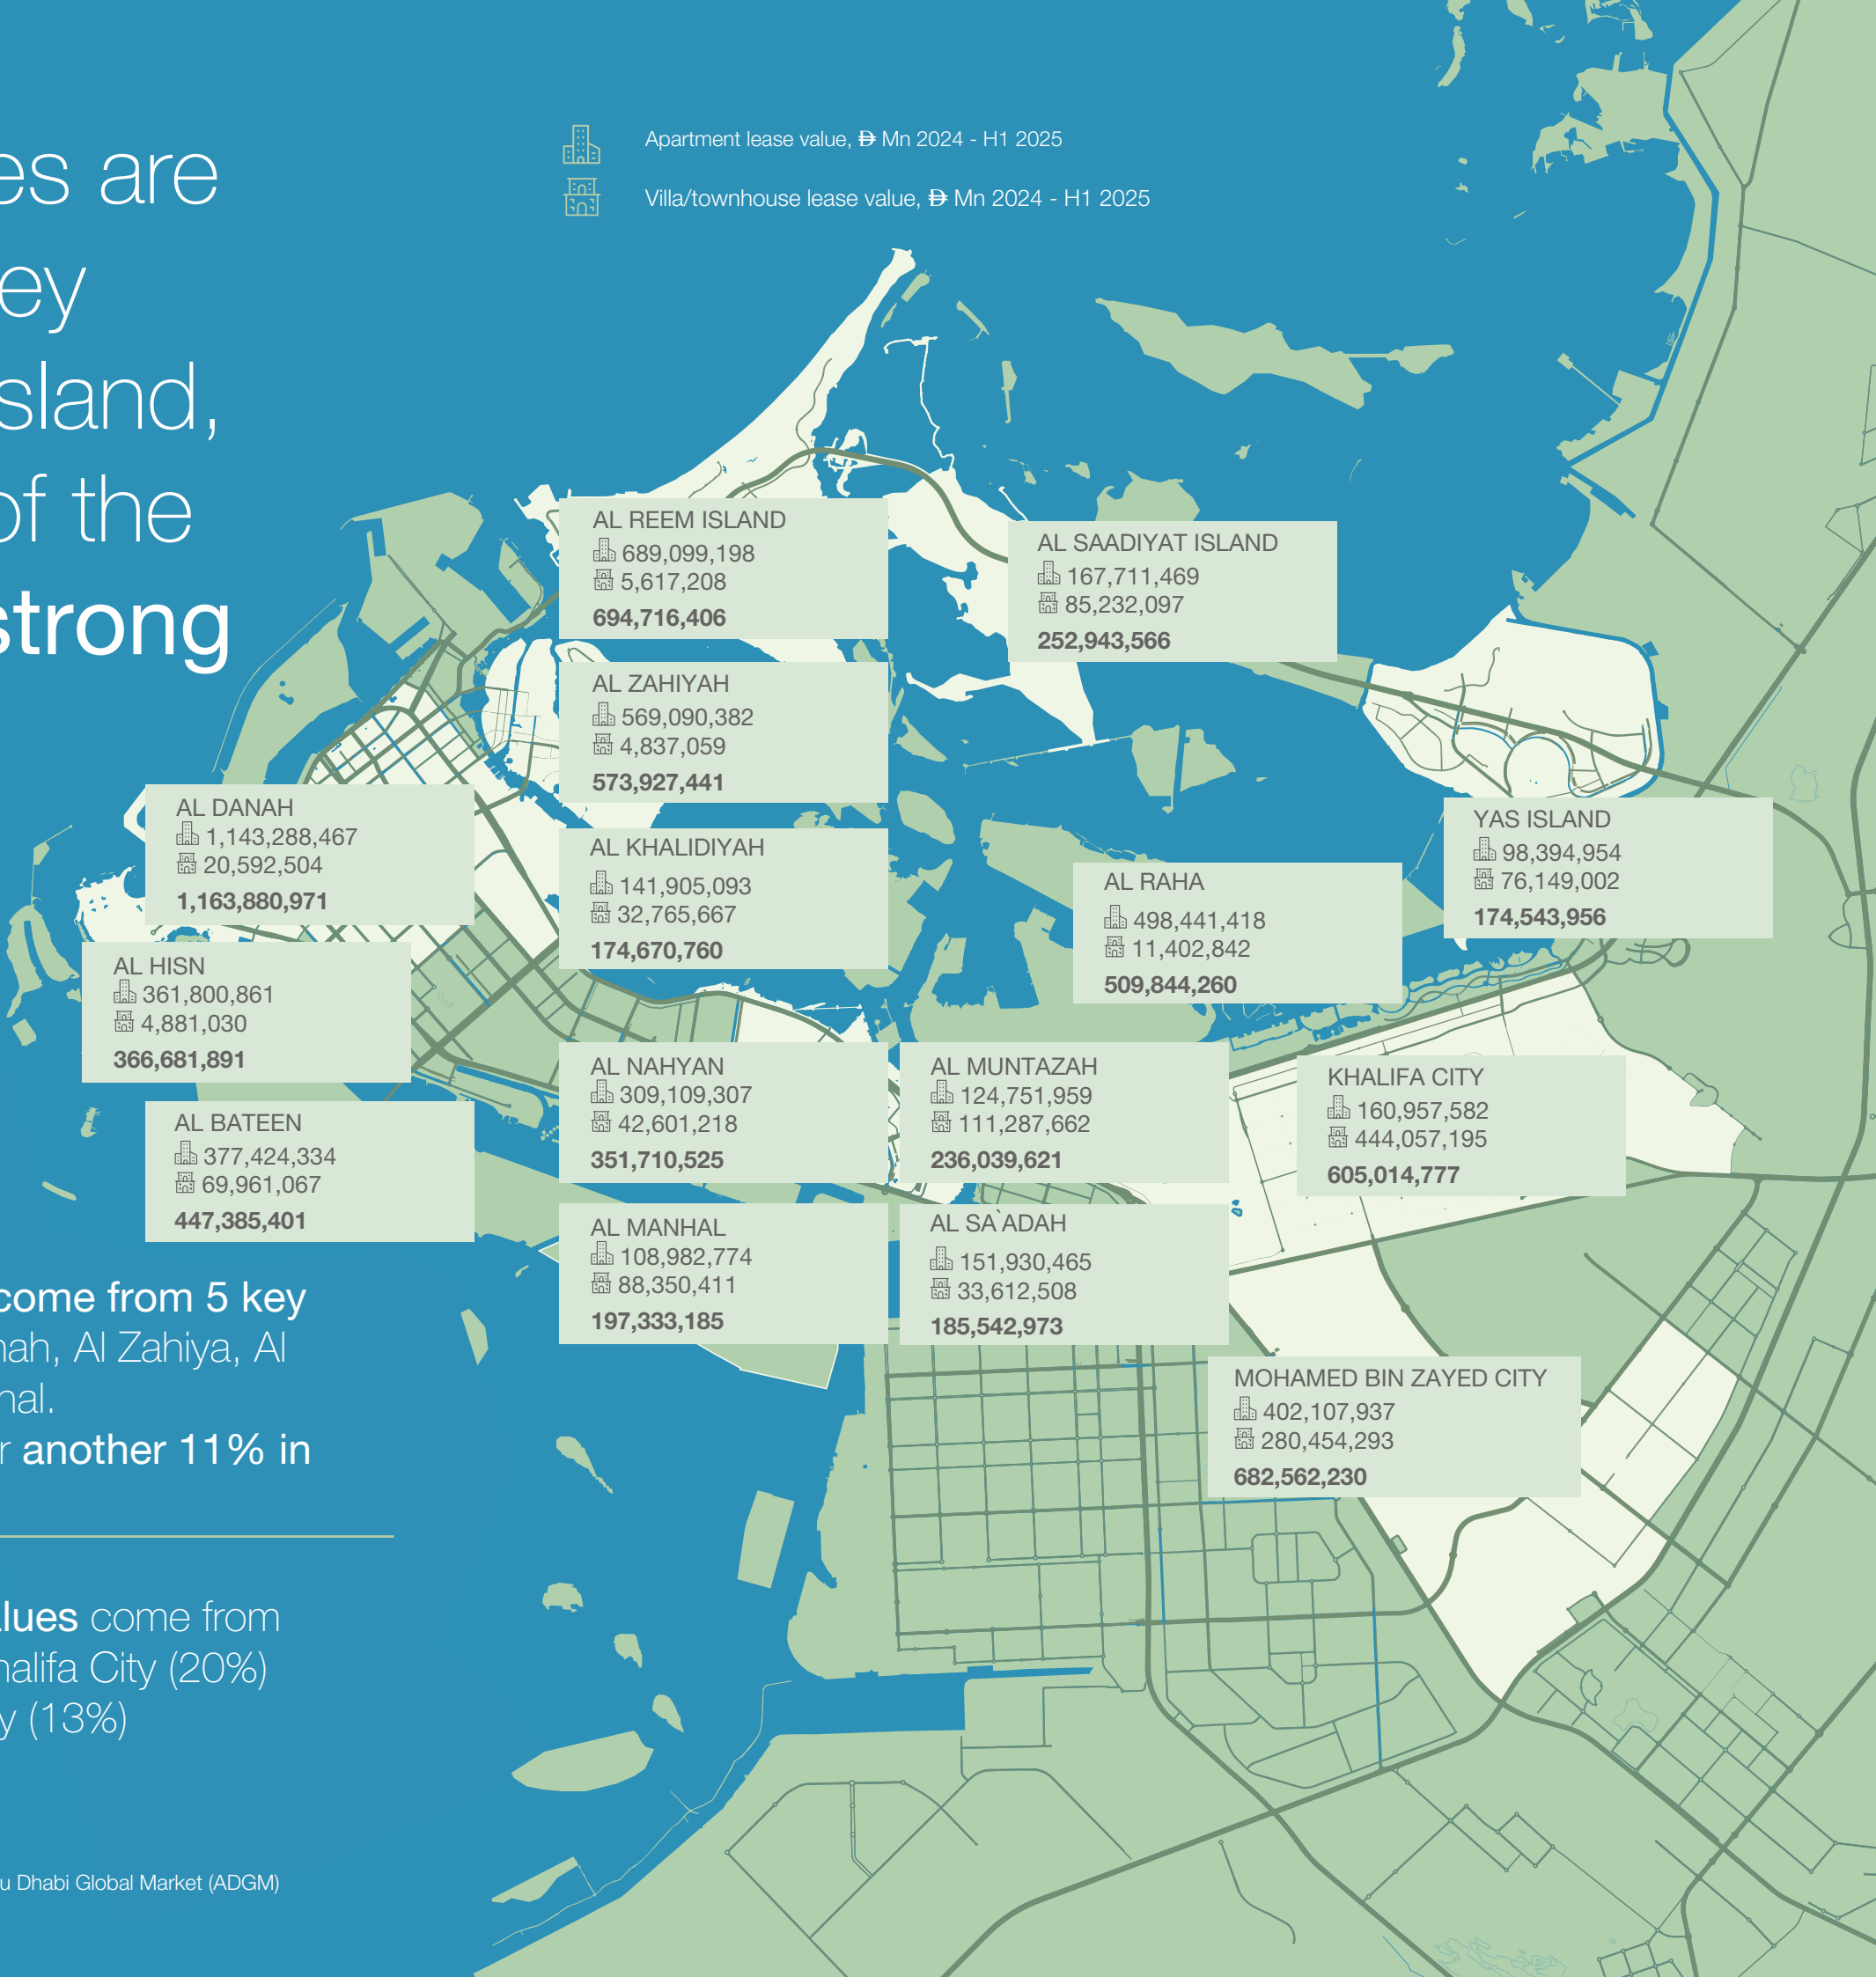 es are
ey
sland,
of the
strong
Apartment lease value, Mn 2024 - H1 2025
Villa/townhouse lease value, Mn 2024 - H1 2025
AL REEM ISLAND
689,099,198
5,617,208
694,716,406
AL SAADIYAT ISLAND
167,711,469
85,232,097
252,943,566
AL ZAHIYAH
569,090,382
4,837,059
573,927,441
AL DANAH
1,143,288,467
20,592,504
1,163,880,971
AL KHALIDIYAH
141,905,093
32,765,667
174,670,760
YAS ISLAND
98,394,954
76,149,002
174,543,956
AL RAHA
498,441,418
11,402,842
509,844,260
AL HISN
361,800,861
4,881,030
366,681,891
AL NAHYAN
309,109,307
42,601,218
351,710,525
AL MUNTAZAH
124,751,959
111,287,662
236,039,621
KHALIFA CITY
160,957,582
444,057,195
605,014,777
AL BATEEN
377,424,334
69,961,067
447,385,401
AL MANHAL
108,982,774
88,350,411
197,333,185
AL SA`ADAH
151,930,465
33,612,508
185,542,973
MOHAMED BIN ZAYED CITY
402,107,937
280,454,293
682,562,230
come from 5 key
nah, Al Zahiya, Al
nal.
r another 11% in
alues come from
halifa City (20%)
y (13%)
u Dhabi Global Market (ADGM)